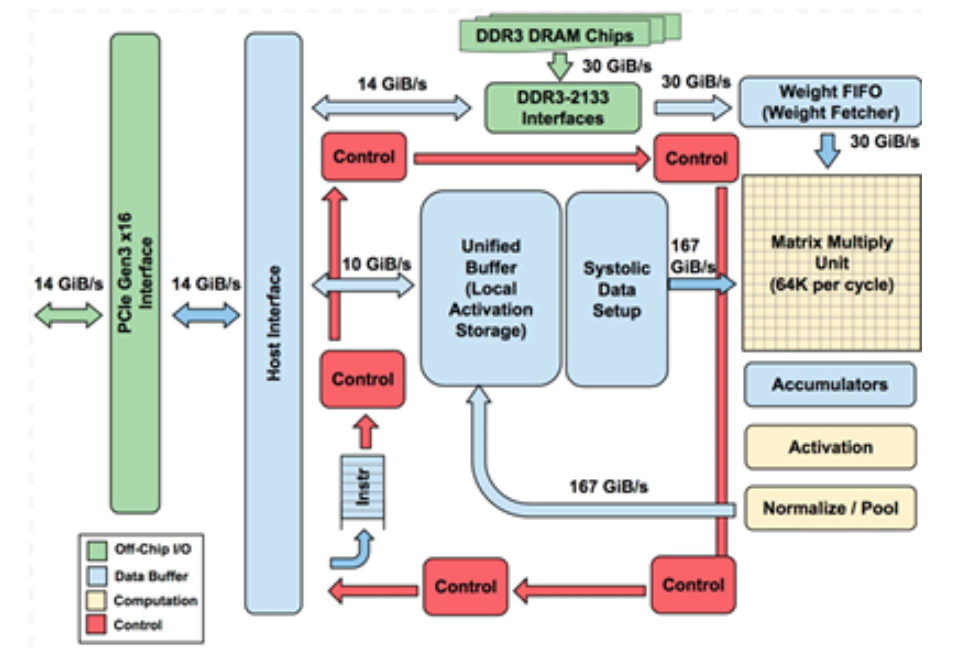 DDR3 DRAM Chips
30 GiB/s
14 GiB/s
DDR3-2133
Interfaces
30 GiB/s
Weight FIFO
(Weight Fetcher)
30 GiB/s
Control
Control
PCIe Gen3 x16
Interface
Host Interface
14 GiB/s
14 GiB/s
10 GiB/s
Unified
Buffer
(Local
Activation
Storage)
Systolic
Data
Setup
167
GiB/s
Matrix Multiply
Unit
(64K per cycle)
Control
Accumulators
Activation
Instr
167 GiB/s
Normalize / Pool
Control
Control
Off-Chip I/O
Data Buffer
Computation
Control